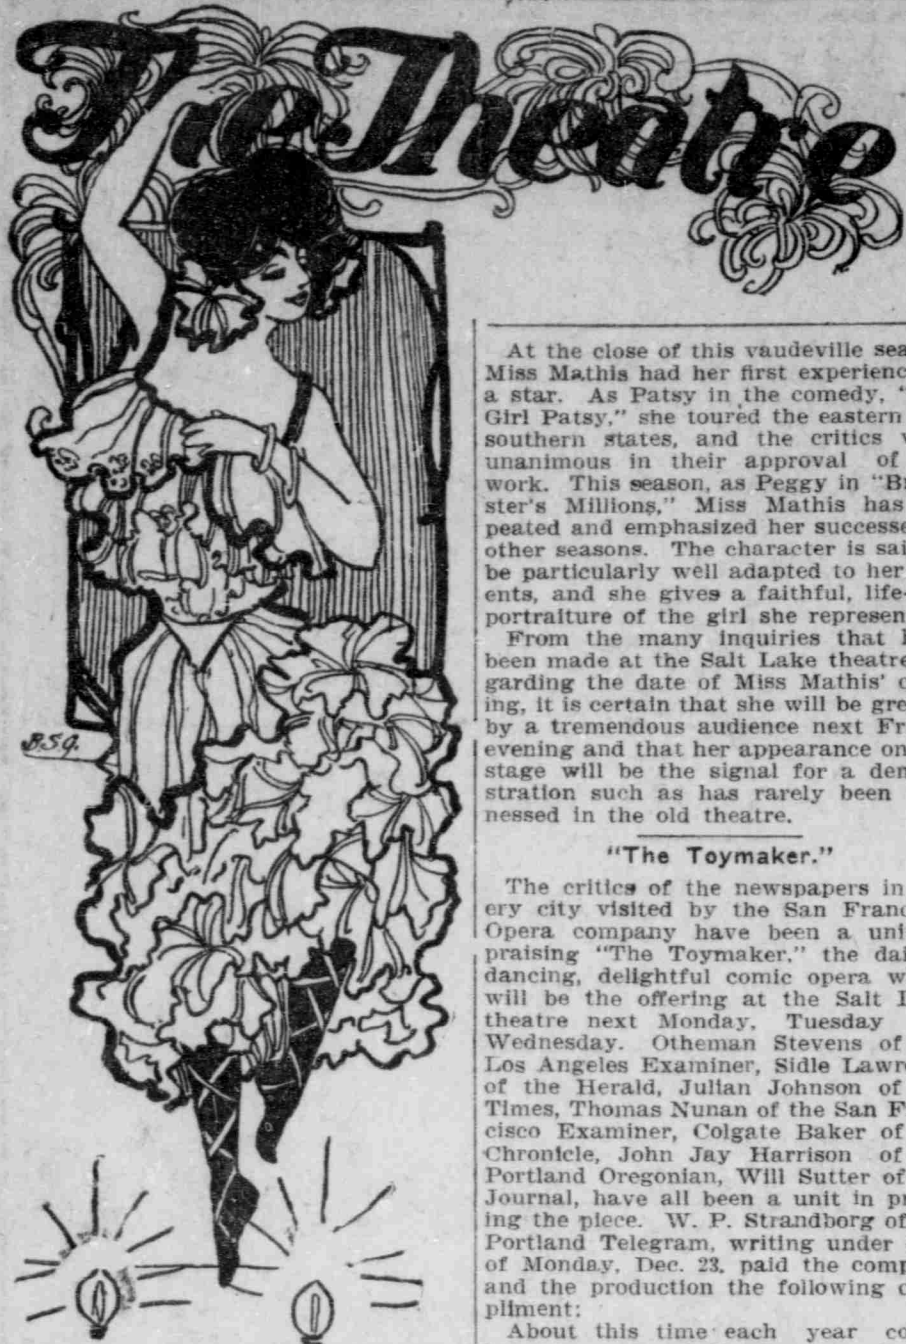 The Theatre
B.S.G.
At the close of this vaudeville sea
Miss Mathis had her first experienc
a star. As Patsy in the comedy, "
Girl Patsy," she toured the eastern
southern states, and the critics w
unanimous in their approval of
work. This season, as Peggy in "Br
ster's Millions," Miss Mathis has
peated and emphasized her successe
other seasons. The character is sai
be particularly well adapted to her
ents, and she gives a faithful, life-
portraiture of the girl she represen
From the many inquiries that h
been made at the Salt Lake theatre
garding the date of Miss Mathis' c
ing, it is certain that she will be gre
by a tremendous audience next Fr
evening and that her appearance on
stage will be the signal for a dem
stration such as has rarely been
nessed in the old theatre.
"The Toymaker."
The critics of the newspapers in
ery city visited by the San Franc
Opera company have been a uni
praising "The Toymaker," the dai
dancing, delightful comic opera w
will be the offering at the Salt L
theatre next Monday, Tuesday
Wednesday. Otheman Stevens of
Los Angeles Examiner, Sidle Lawr
of the Herald, Julian Johnson of
Times, Thomas Nunan of the San F
cisco Examiner, Colgate Baker of
Chronicle, John Jay Harrison of
Portland Oregonian, Will Sutter of
Journal, have all been a unit in pr
ing the piece. W. P. Strandborg of
Portland Telegram, writing under
of Monday, Dec. 23, paid the comp
and the production the following c
pliment:
About this time each year co